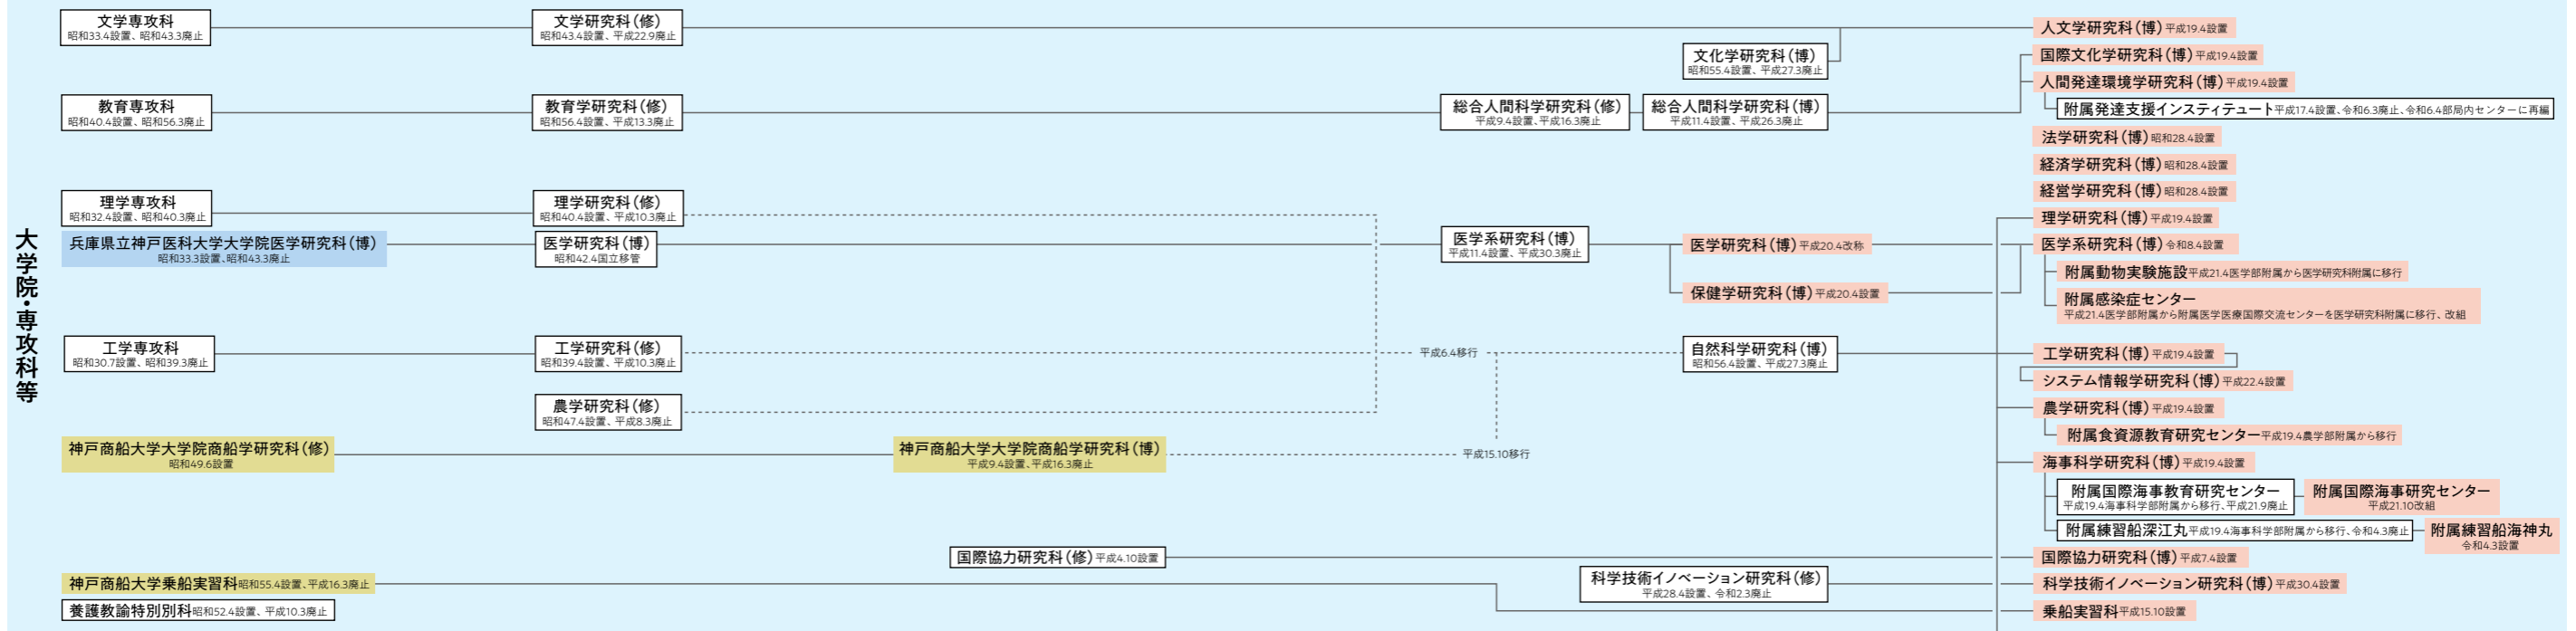 大学院・専攻科等
文学専攻科
昭和33.4設置、昭和43.3廃止
文学研究科（修）
昭和43.4設置、平成22.9廃止
文化学研究科（博）
昭和55.4設置、平成27.3廃止
人文学研究科（博）平成19.4設置
国際文化学研究科（博）平成19.4設置
人間発達環境学研究科（博）平成19.4設置
附属発達支援インスティテュート平成17.4設置、令和6.3廃止、令和6.4部局内センターに再編
教育専攻科
昭和40.4設置、昭和56.3廃止
教育学研究科（修）
昭和56.4設置、平成13.3廃止
総合人間科学研究科（修）
平成9.4設置、平成16.3廃止
総合人間科学研究科（博）
平成11.4設置、平成26.3廃止
法学研究科（博）昭和28.4設置
経済学研究科（博）昭和28.4設置
経営学研究科（博）昭和28.4設置
理学専攻科
昭和32.4設置、昭和40.3廃止
理学研究科（修）
昭和40.4設置、平成10.3廃止
理学研究科（博）平成19.4設置
兵庫県立神戸医科大学大学院医学研究科（博）
昭和33.3設置、昭和43.3廃止
医学研究科（博）
昭和42.4国立移管
医学系研究科（博）
平成11.4設置、平成30.3廃止
医学研究科（博）平成20.4改称
保健学研究科（博）平成20.4設置
医学系研究科（博）令和8.4設置
附属動物実験施設平成21.4医学部附属から医学研究科附属に移行
附属感染症センター
平成21.4医学部附属から附属医学医療国際交流センターを医学研究科附属に移行、改組
工学専攻科
昭和30.7設置、昭和39.3廃止
工学研究科（修）
昭和39.4設置、平成10.3廃止
平成6.4移行
自然科学研究科（博）
昭和56.4設置、平成27.3廃止
工学研究科（博）平成19.4設置
システム情報学研究科（博）平成22.4設置
農学研究科（修）
昭和47.4設置、平成8.3廃止
農学研究科（博）平成19.4設置
附属食資源教育研究センター平成19.4農学部附属から移行
神戸商船大学大学院商船学研究科（修）
昭和49.6設置
神戸商船大学大学院商船学研究科（博）
平成9.4設置、平成16.3廃止
平成15.10移行
海事科学研究科（博）平成19.4設置
附属国際海事教育研究センター
平成19.4海事科学部附属から移行、平成21.9廃止
附属国際海事研究センター
平成21.10改組
附属練習船深江丸平成19.4海事科学部附属から移行、令和4.3廃止
附属練習船海神丸
令和4.3設置
国際協力研究科（修）平成4.10設置
国際協力研究科（博）平成7.4設置
神戸商船大学乗船実習科昭和55.4設置、平成16.3廃止
科学技術イノベーション研究科（修）
平成28.4設置、令和2.3廃止
科学技術イノベーション研究科（博）平成30.4設置
養護教諭特別別科昭和52.4設置、平成10.3廃止
乗船実習科平成15.10設置